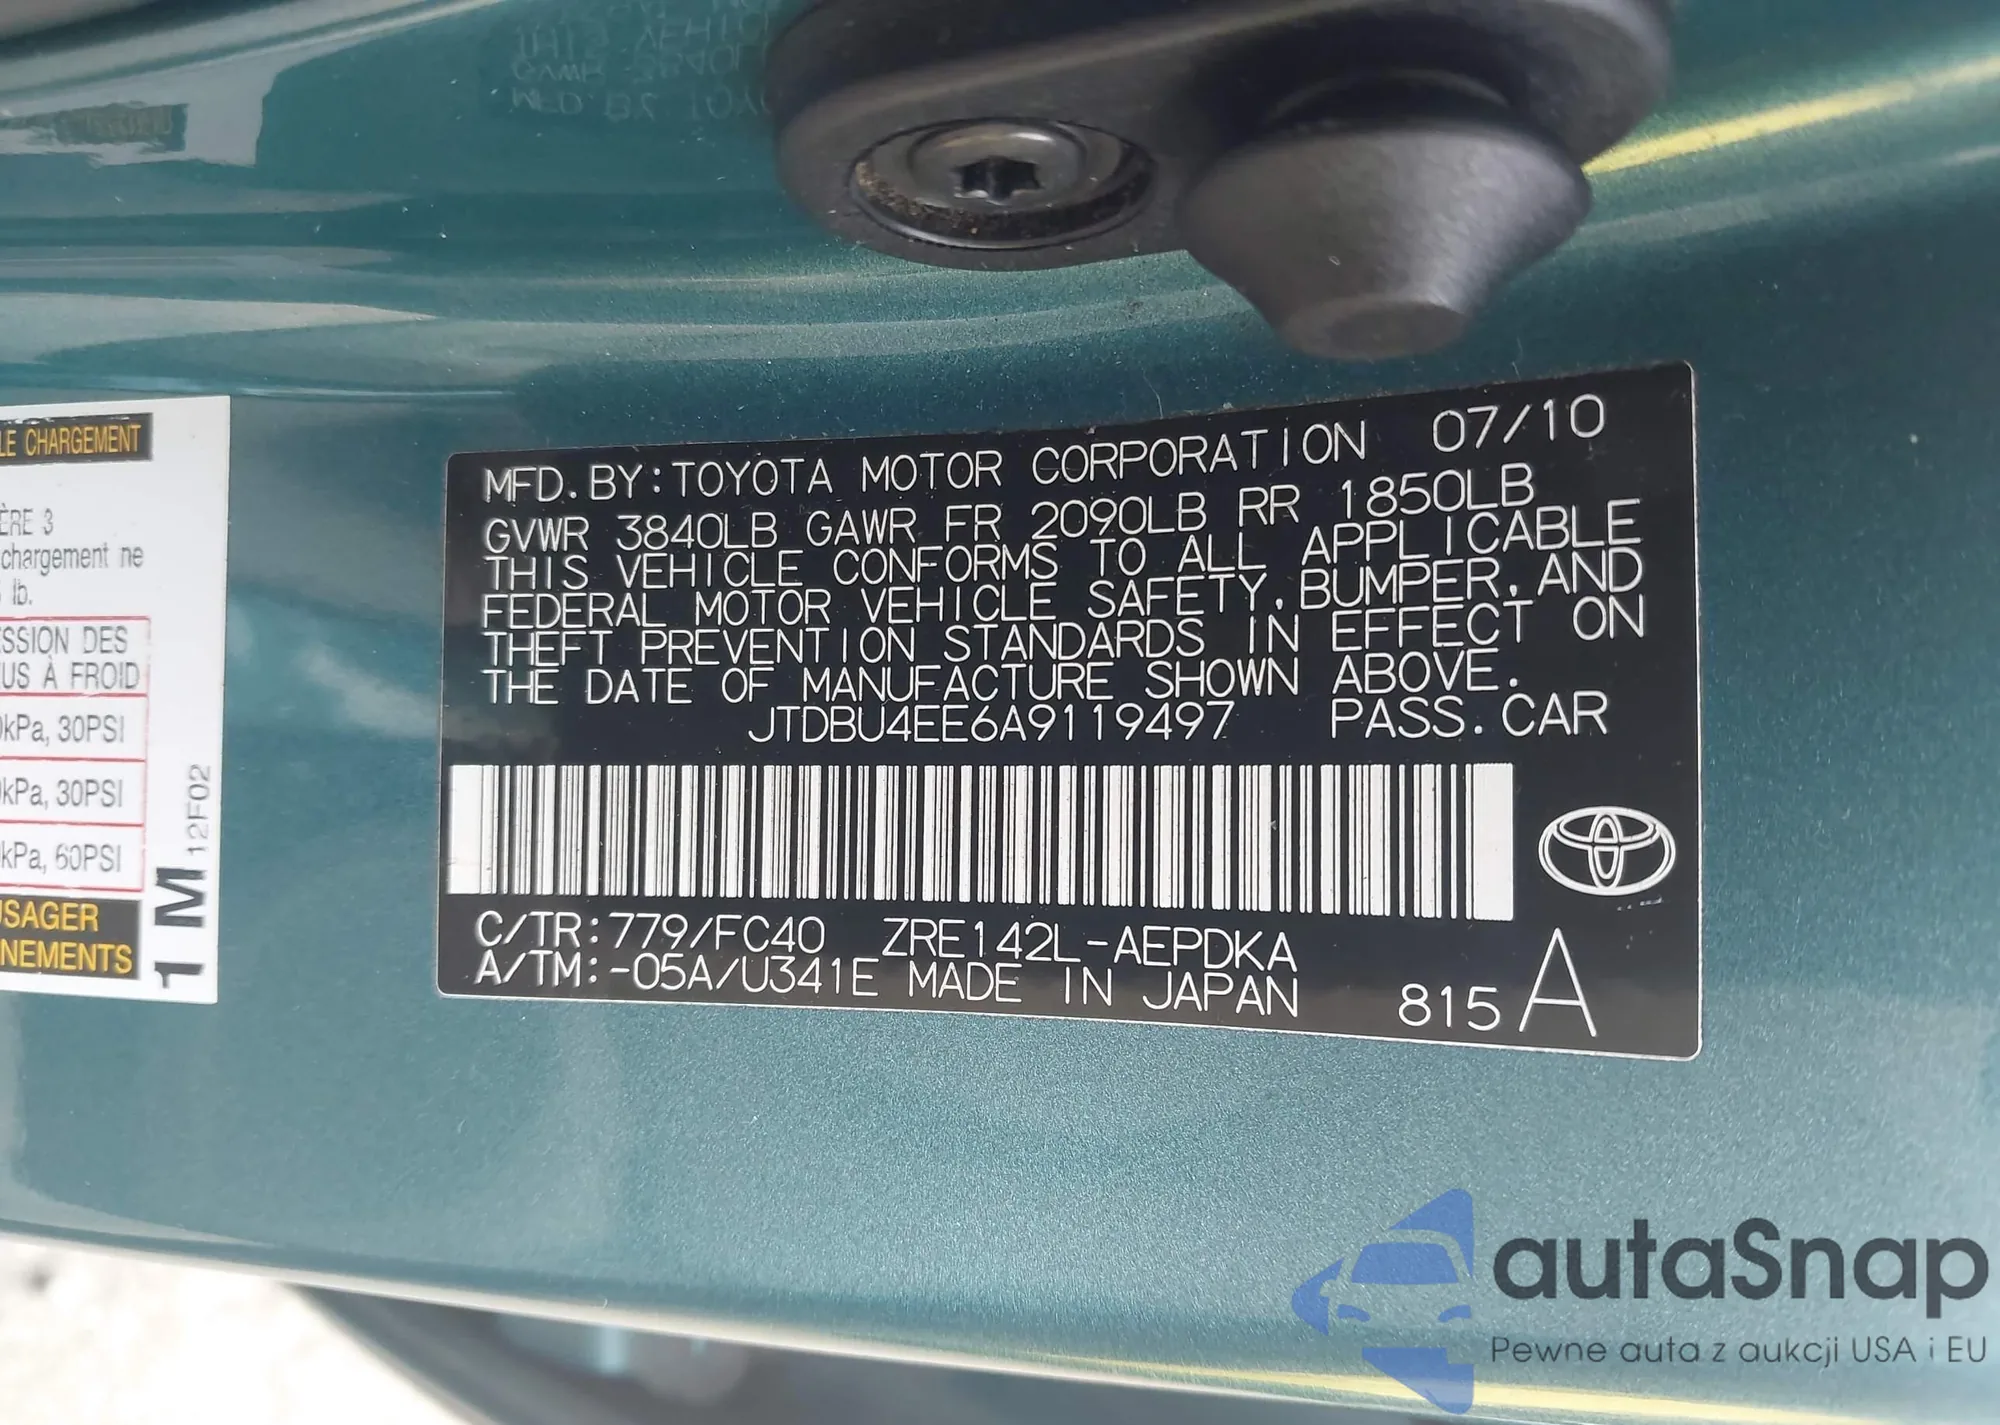 LE CHARGEMENT
ÈRE 3
chargement ne
lb.
SSION DES
US À FROID
kPa, 30PSI
kPa, 30PSI
kPa, 60PSI
USAGER
NEMENTS
1 M 12F02
MFD. BY: TOYOTA MOTOR CORPORATION 07/10
GVWR 3840LB GAWR FR 2090LB RR 1850LB
THIS VEHICLE CONFORMS TO ALL APPLICABLE
FEDERAL MOTOR VEHICLE SAFETY, BUMPER, AND
THEFT PREVENTION STANDARDS IN EFFECT ON
THE DATE OF MANUFACTURE SHOWN ABOVE.
JTDBU4EE6A9119497 PASS. CAR
C/TR: 779/FC40 ZRE142L-AEPDKA
A/TM: -05A/U341E MADE IN JAPAN 815 A
autaSnap
Pewne auta z aukcji USA i EU